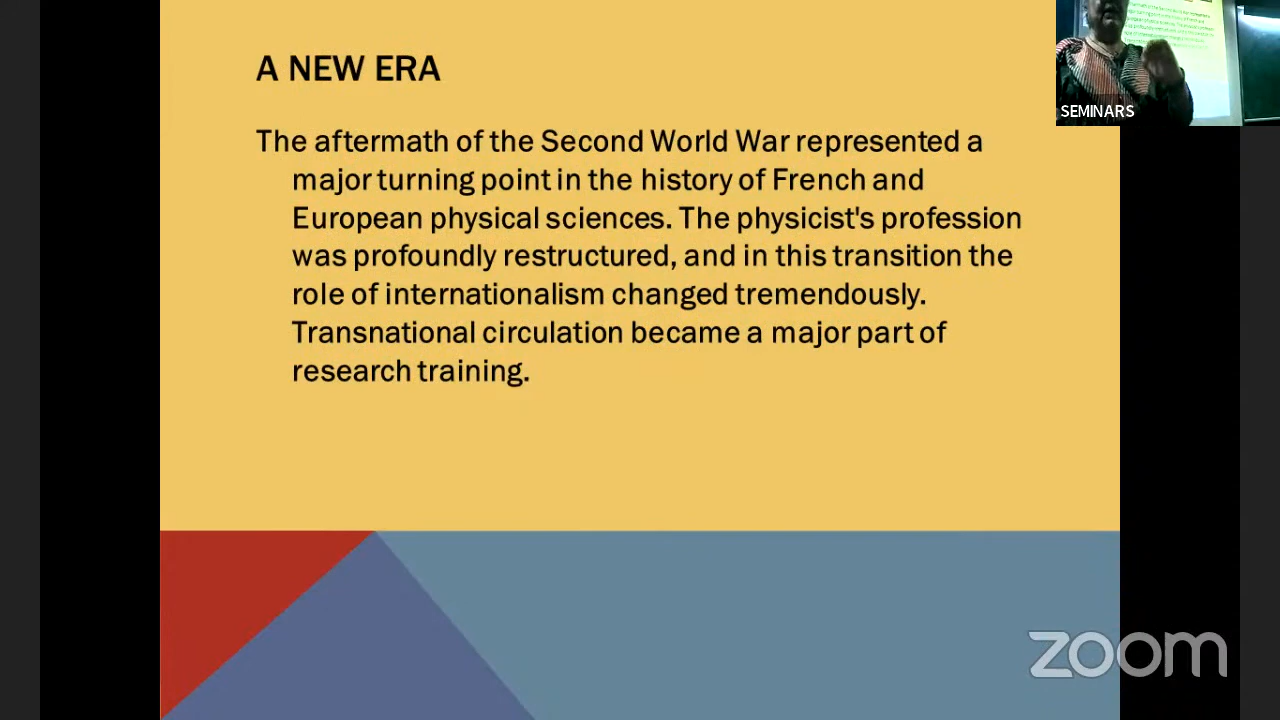 A NEW ERA
The aftermath of the Second World War represented a
major turning point in the history of French and
European physical sciences. The physicist's profession
was profoundly restructured, and in this transition the
role of internationalism changed tremendously.
Transnational circulation became a major part of
research training.
SEMINARS
zoom